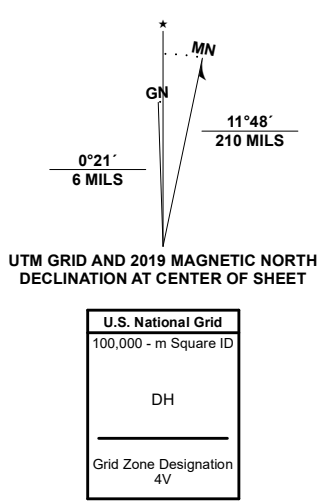 ★
MN
GN
11°48´
210 MILS
0°21´
6 MILS
UTM GRID AND 2019 MAGNETIC NORTH
DECLINATION AT CENTER OF SHEET
U.S. National Grid
100,000 - m Square ID
DH
Grid Zone Designation
4V